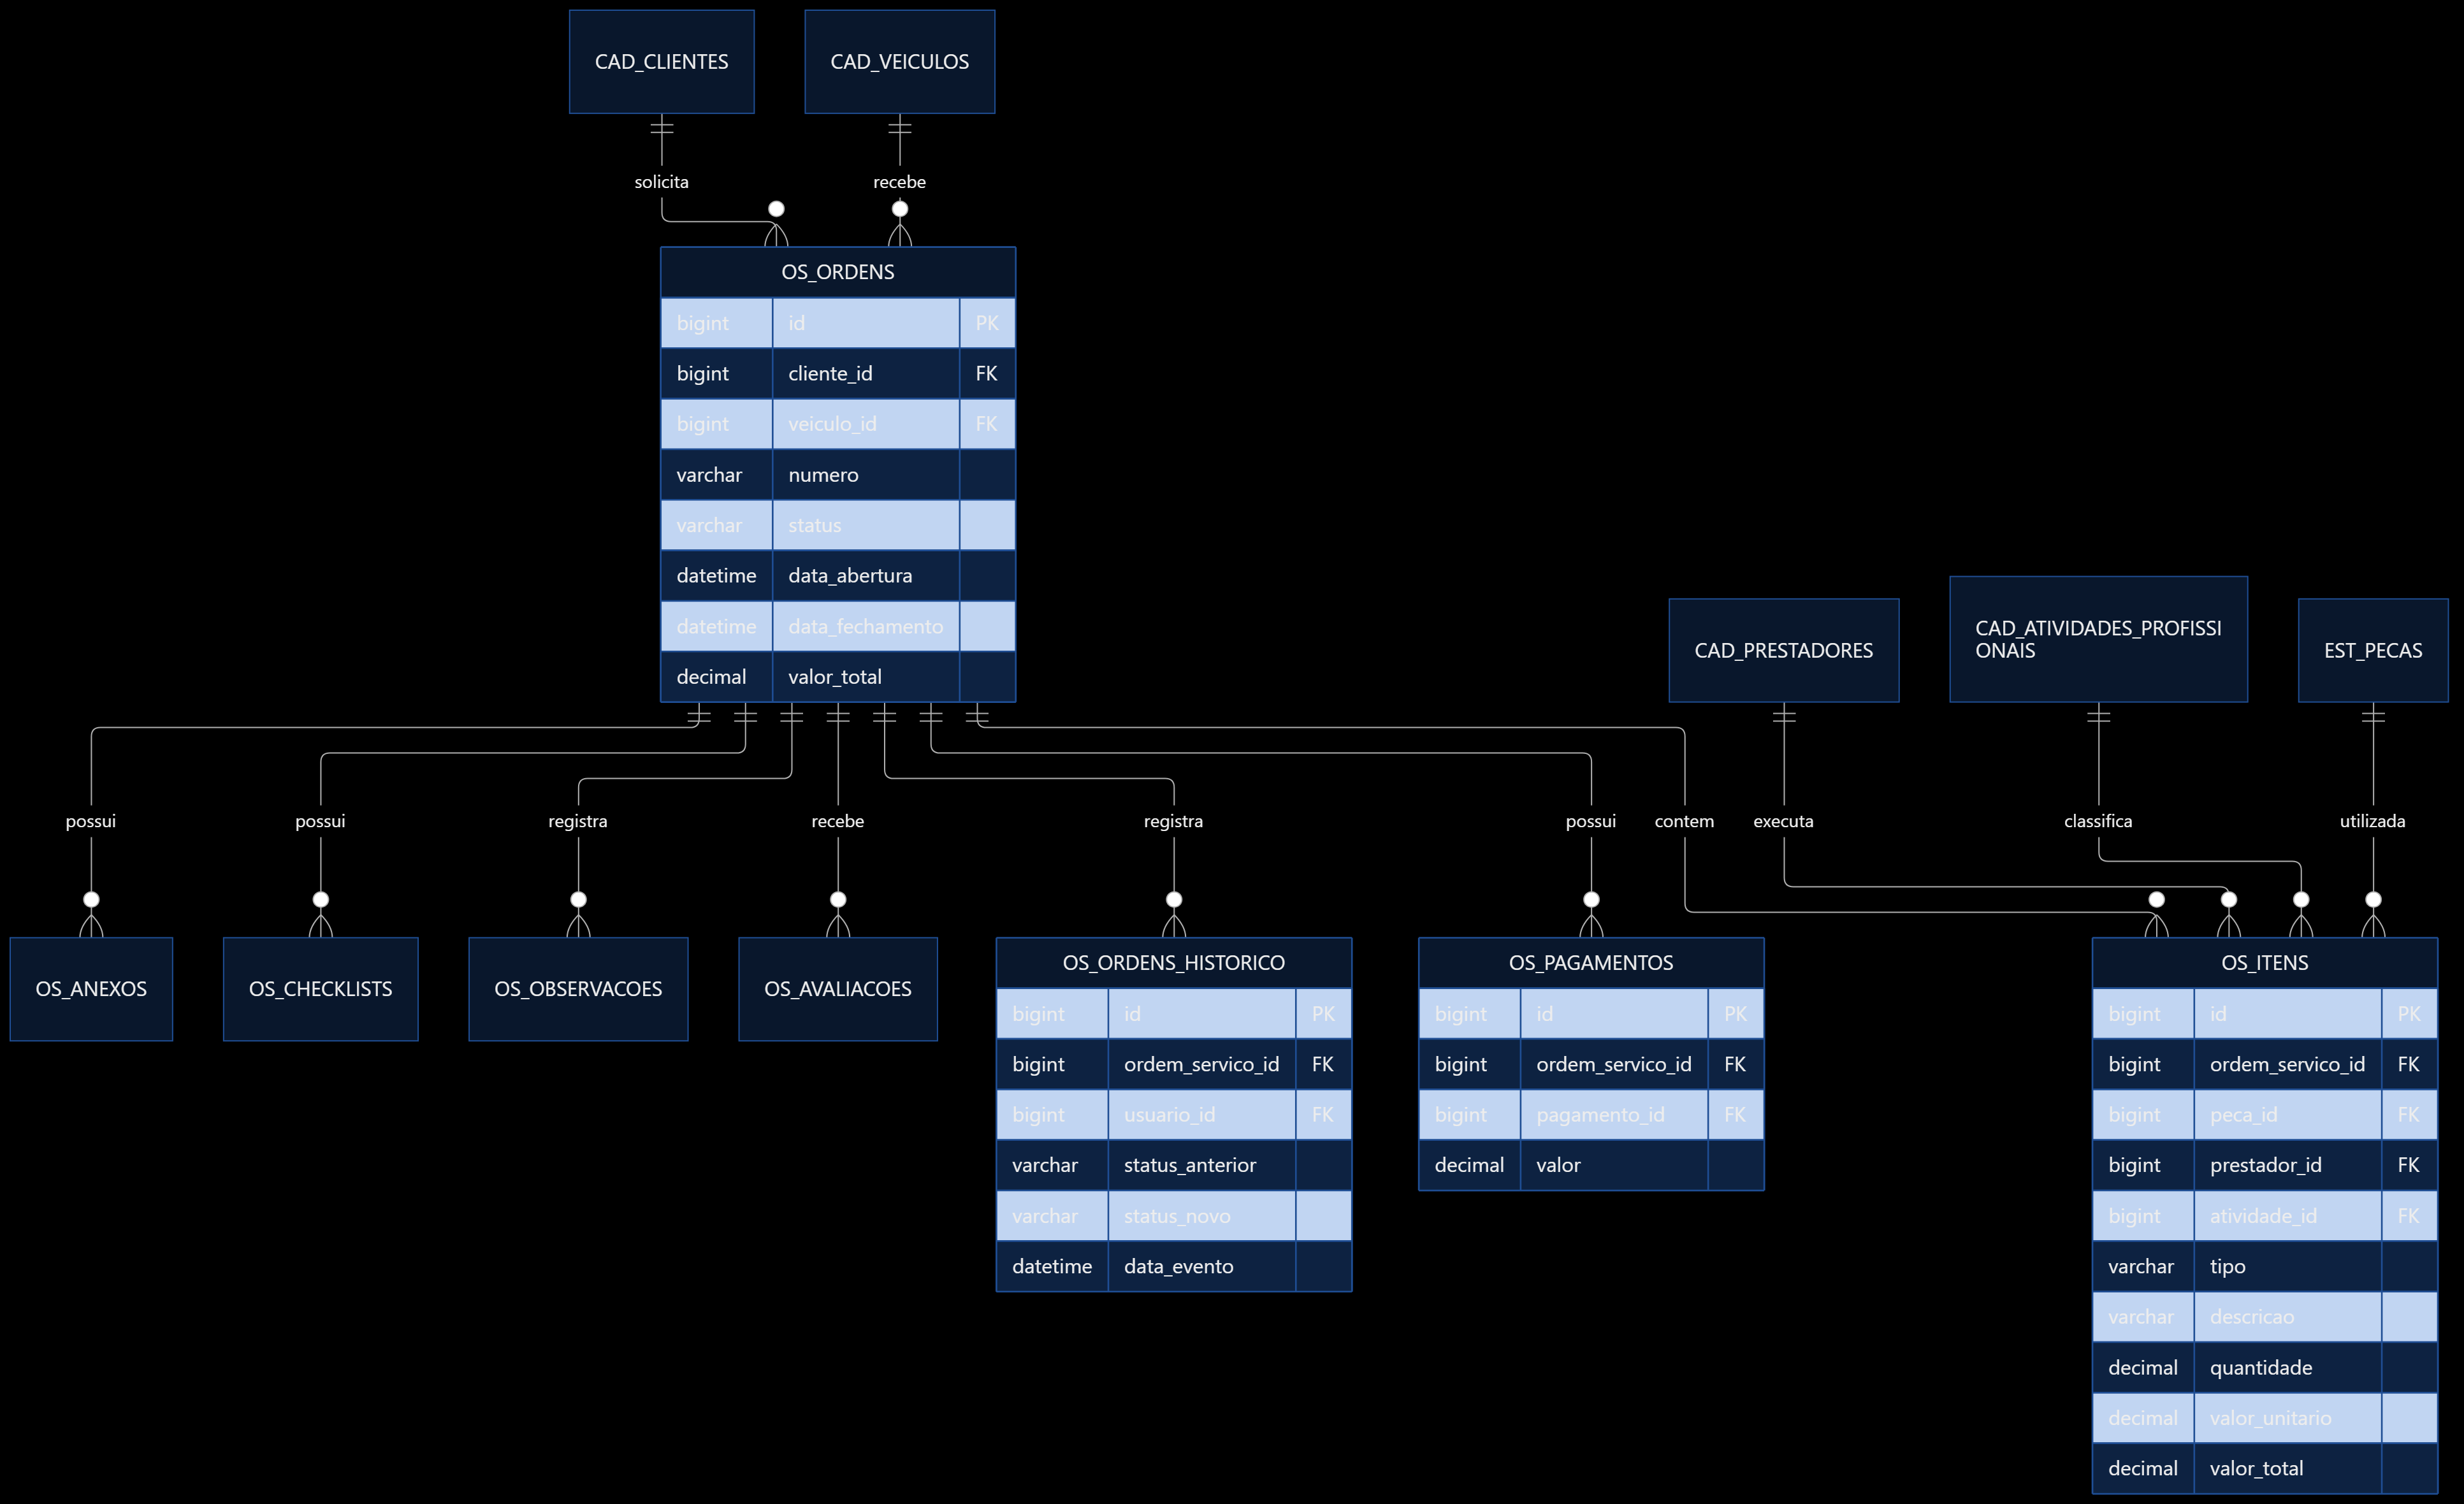 CAD_CLIENTES
CAD_VEICULOS
solicita
recebe
OS_ORDENS
bigint id PK
bigint cliente_id FK
bigint veiculo_id FK
varchar numero
varchar status
datetime data_abertura
datetime data_fechamento
decimal valor_total
CAD_PRESTADORES
CAD_ATIVIDADES_PROFISSI
ONAIS
EST_PECAS
possui
possui
registra
recebe
registra
possui
contem
executa
classifica
utilizada
OS_ANEXOS
OS_CHECKLISTS
OS_OBSERVACOES
OS_AVALIACOES
OS_ORDENS_HISTORICO
bigint id PK
bigint ordem_servico_id FK
bigint usuario_id FK
varchar status_anterior
varchar status_novo
datetime data_evento
OS_PAGAMENTOS
bigint id PK
bigint ordem_servico_id FK
bigint pagamento_id FK
decimal valor
OS_ITENS
bigint id PK
bigint ordem_servico_id FK
bigint peca_id FK
bigint prestador_id FK
bigint atividade_id FK
varchar tipo
varchar descricao
decimal quantidade
decimal valor_unitario
decimal valor_total